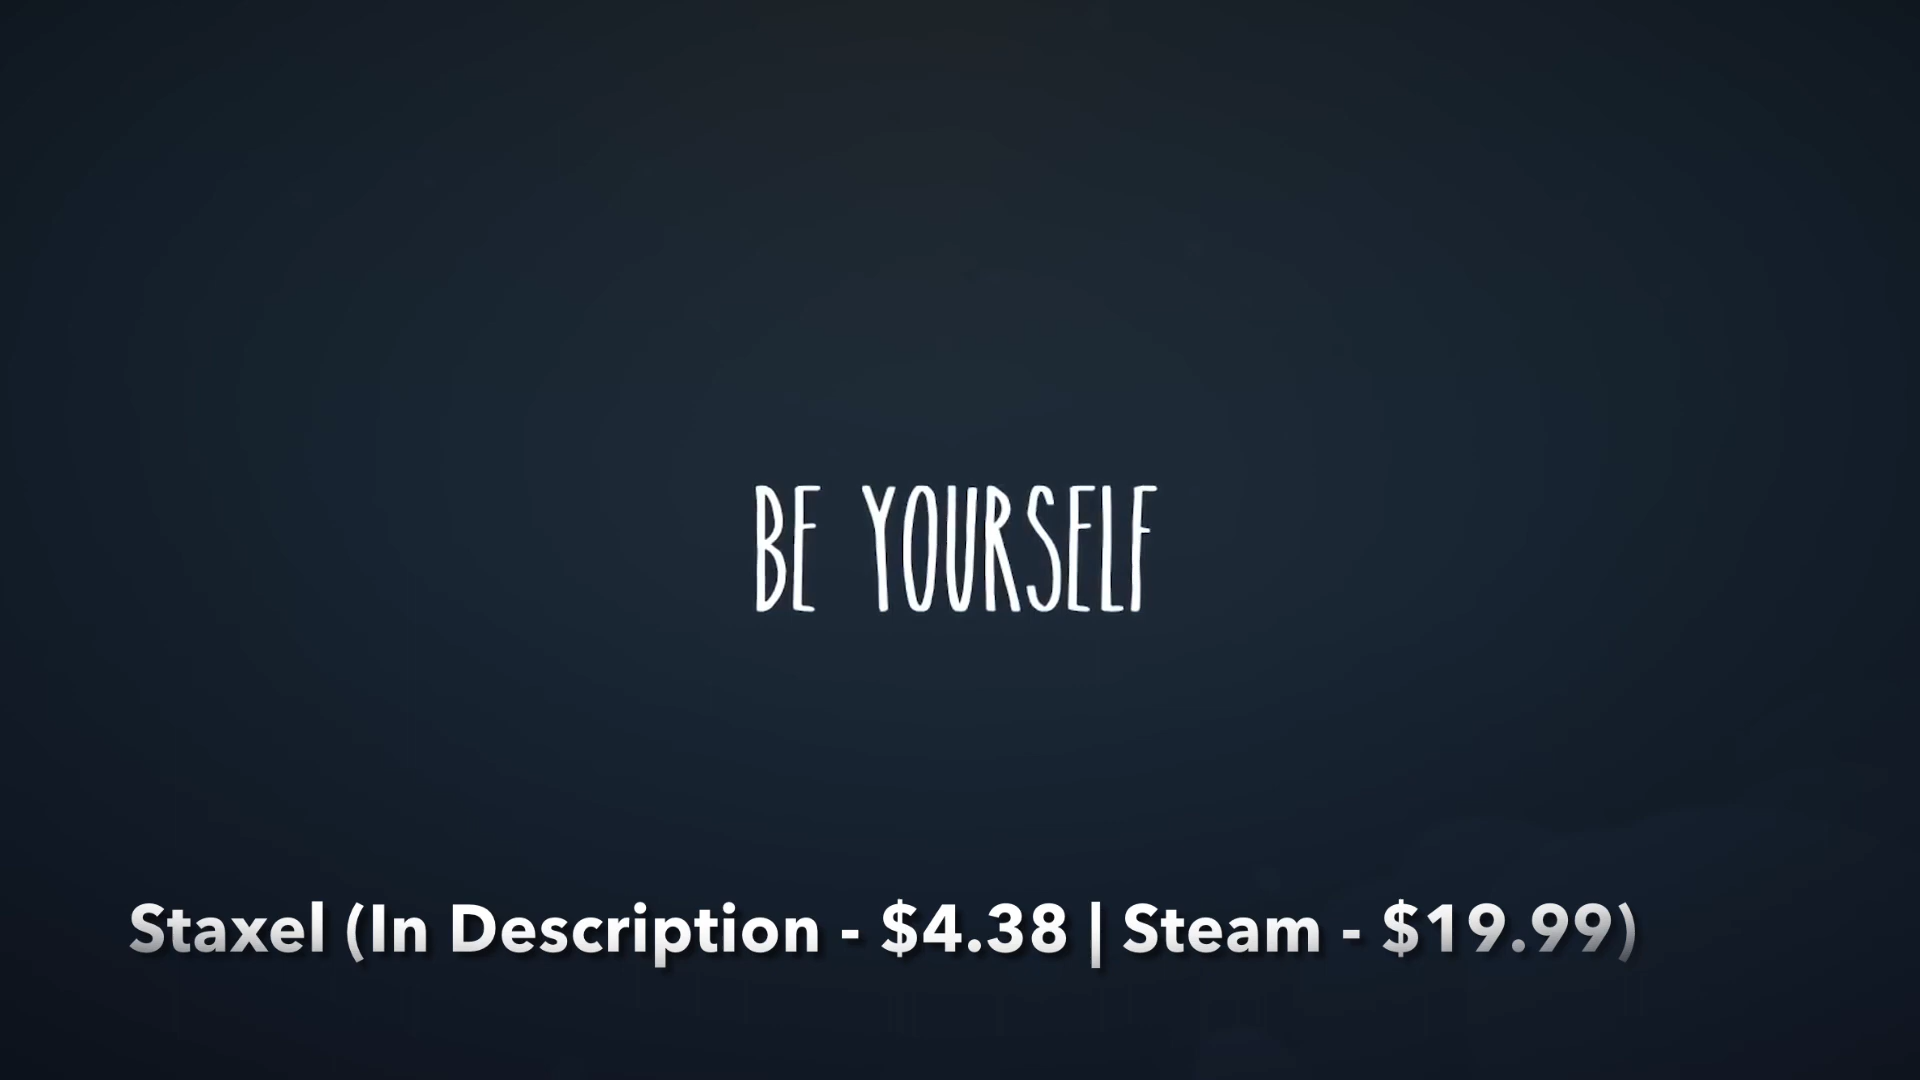 BE YOURSELF
Staxel (In Description - $4.38 | Steam - $19.99)